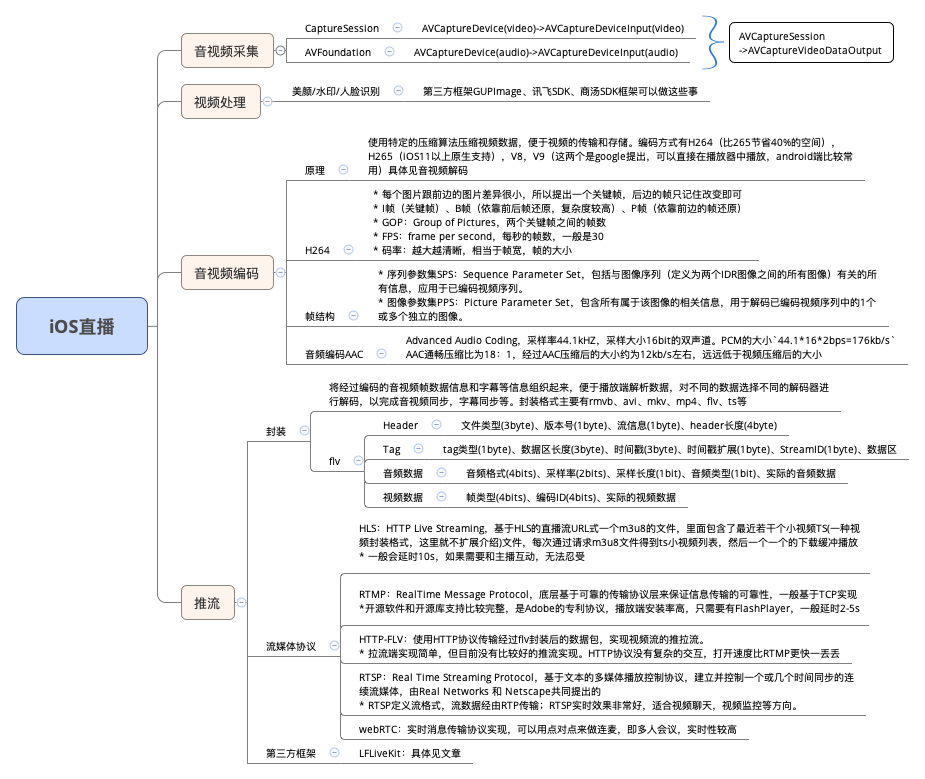 iOS直播
音视频采集
CaptureSession
AVCaptureDevice(video)->AVCaptureDeviceInput(video)
AVFoundation
AVCaptureDevice(audio)->AVCaptureDeviceInput(audio)
AVCaptureSession
->AVCaptureVideoDataOutput
视频处理
美颜/水印/人脸识别
第三方框架GUPImage、讯飞SDK、商汤SDK框架可以做这些事
音视频编码
原理
使用特定的压缩算法压缩视频数据，便于视频的传输和存储。编码方式有H264（比265节省40%的空间），
H265（iOS11以上原生支持），V8，V9（这两个是google提出，可以直接在播放器中播放，android端比较常
用）具体见音视频解码
H264
* 每个图片跟前边的图片差异很小，所以提出一个关键帧，后边的帧只记住改变即可
* I帧（关键帧）、B帧（依靠前后帧还原，复杂度较高）、P帧（依靠前边的帧还原）
* GOP：Group of Pictures，两个关键帧之间的帧数
* FPS：frame per second，每秒的帧数，一般是30
* 码率：越大越清晰，相当于帧宽，帧的大小
帧结构
* 序列参数集SPS：Sequence Parameter Set，包括与图像序列（定义为两个IDR图像之间的所有图像）有关的所
有信息，应用于已编码视频序列。
* 图像参数集PPS：Picture Parameter Set，包含所有属于该图像的相关信息，用于解码已编码视频序列中的1个
或多个独立的图像。
音频编码AAC
Advanced Audio Coding，采样率44.1kHZ，采样大小16bit的双声道。PCM的大小`44.1*16*2bps=176kb/s`
AAC通畅压缩比为18：1，经过AAC压缩后的大小约为12kb/s左右，远远低于视频压缩后的大小
推流
封装
将经过编码的音视频帧数据信息和字幕等信息组织起来，便于播放端解析数据，对不同的数据选择不同的解码器进
行解码，以完成音视频同步，字幕同步等。封装格式主要有rmvb、avi、mkv、mp4、flv、ts等
flv
Header
文件类型(3byte)、版本号(1byte)、流信息(1byte)、header长度(4byte)
Tag
tag类型(1byte)、数据区长度(3byte)、时间戳(3byte)、时间戳扩展(1byte)、StreamID(1byte)、数据区
音频数据
音频格式(4bits)、采样率(2bits)、采样长度(1bit)、音频类型(1bit)、实际的音频数据
视频数据
帧类型(4bits)、编码ID(4bits)、实际的视频数据
流媒体协议
HLS：HTTP Live Streaming，基于HLS的直播流URL式一个m3u8的文件，里面包含了最近若干个小视频TS(一种视
频封装格式，这里就不扩展介绍)文件，每次通过请求m3u8文件得到ts小视频列表，然后一个一个的下载缓冲播放
* 一般会延时10s，如果需要和主播互动，无法忍受
RTMP：RealTime Message Protocol，底层基于可靠的传输协议层来保证信息传输的可靠性，一般基于TCP实现
*开源软件和开源库支持比较完整，是Adobe的专利协议，播放端安装率高，只需要有FlashPlayer，一般延时2-5s
HTTP-FLV：使用HTTP协议传输经过flv封装后的数据包，实现视频流的推拉流。
* 拉流端实现简单，但目前没有比较好的推流实现。HTTP协议没有复杂的交互，打开速度比RTMP更快一丢丢
RTSP：Real Time Streaming Protocol，基于文本的多媒体播放控制协议，建立并控制一个或几个时间同步的连
续流媒体，由Real Networks 和 Netscape共同提出的
* RTSP定义流格式，流数据经由RTP传输；RTSP实时效果非常好，适合视频聊天，视频监控等方向。
webRTC：实时消息传输协议实现，可以用点对点来做连麦，即多人会议，实时性较高
第三方框架
LFLiveKit：具体见文章